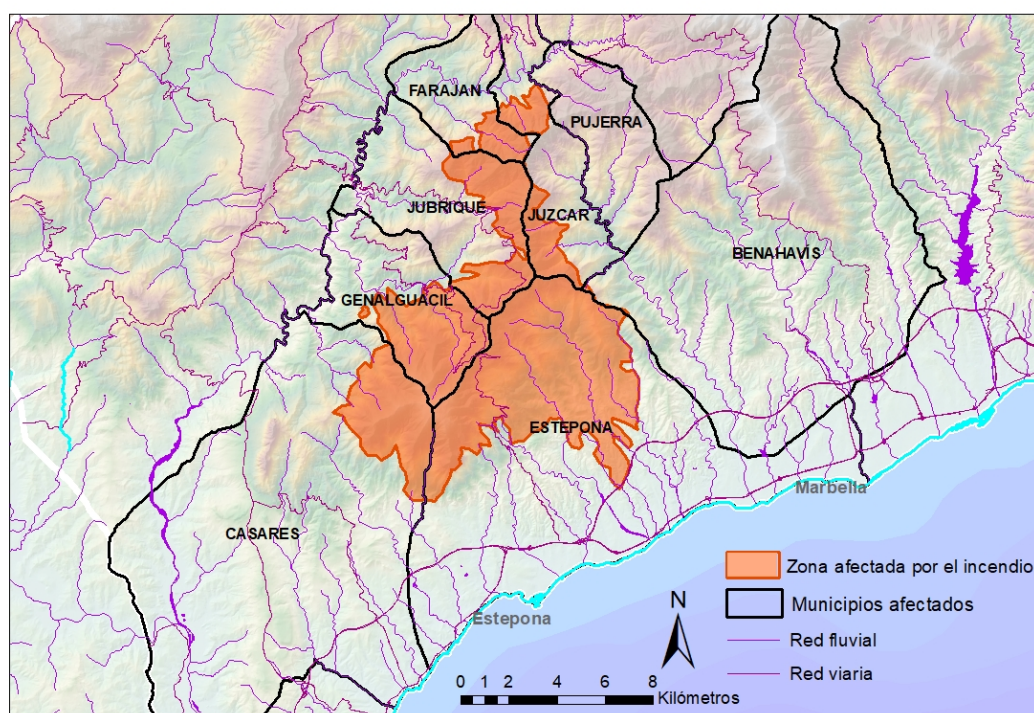 FARAJAN
PUJERRA
JUBRIQUE
JUZCAR
BENAHAVIS
GENALGUACIL
ESTEPONA
Marbella
CASARES
Estepona
Zona afectada por el incendio
Municipios afectados
Red fluvial
Red viaria
N
0 1 2 4 6 8
Kilómetros